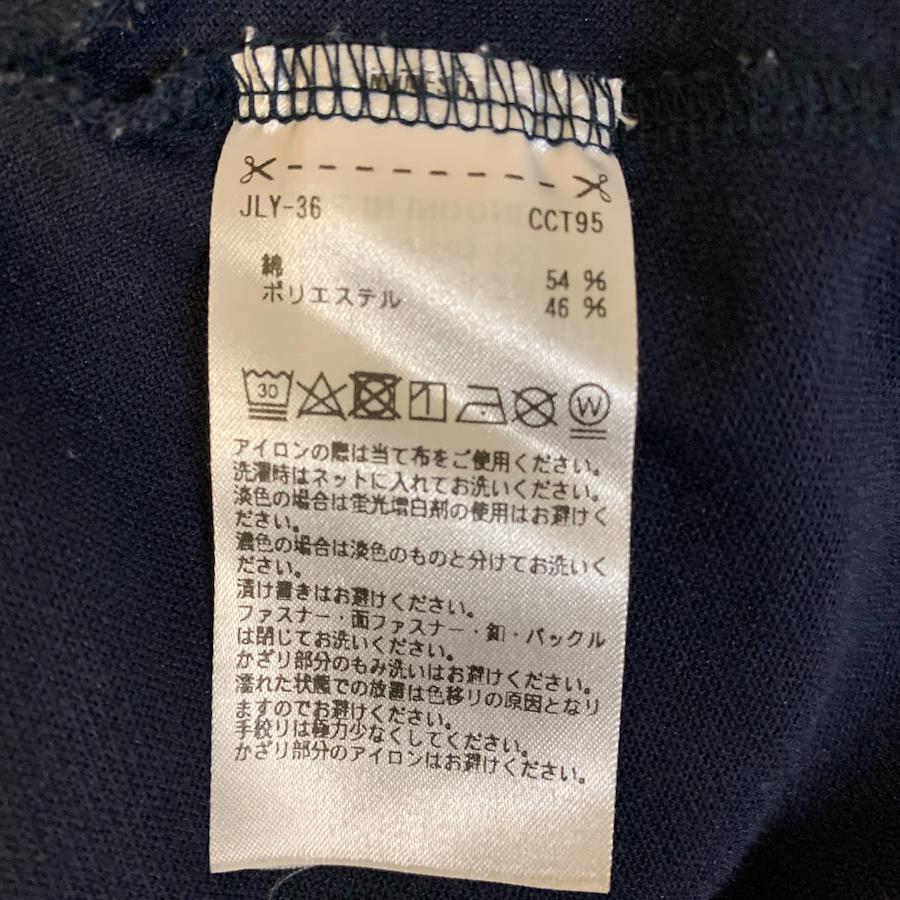 JLY-36 CCT95
綿 54 %
ポリエステル 46 %
30 W
アイロンの際は当て布をご使用ください。
洗濯時はネットに入れてお洗いください。
淡色の場合は蛍光増白剤の使用はお避けく
ださい。
濃色の場合は淡色のものと分けてお洗いく
ださい。
漬け置きはお避けください。
ファスナー・面ファスナー・釦・バックル
は閉じてお洗いください。
かざり部分のもみ洗いはお避けください。
濡れた状態での放置は色移りの原因となり
ますのでお避けください。
手絞りは極力少なくしてください。
かざり部分のアイロンはお避けください。